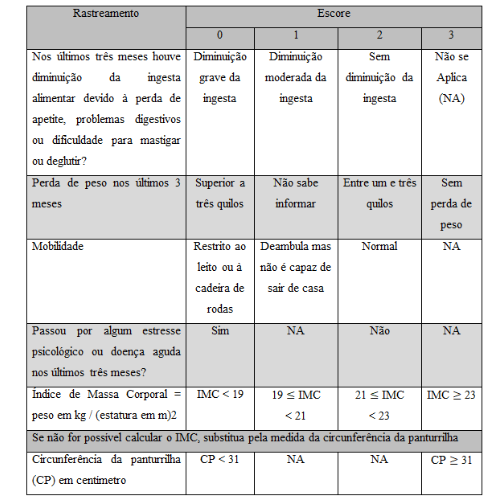 Rastreamento Escore
0 1 2 3
Nos últimos três meses houve Diminuição Diminuição Sem Não se
diminuição da ingesta grave da moderada da diminuição da Aplica
alimentar devido à perda de ingesta ingesta ingesta (NA)
apetite, problemas digestivos
ou dificuldade para mastigar
ou deglutir?
Perda de peso nos últimos 3 Superior a Não sabe Entre um e três Sem
meses três quilos informar quilos perda de
peso
Mobilidade Restrito ao Deambula mas Normal NA
leito ou à não é capaz de
cadeira de sair de casa
rodas
Passou por algum estresse Sim NA Não NA
psicológico ou doença aguda
nos últimos três meses?
Índice de Massa Corporal = IMC < 19 19 ≤ IMC 21 ≤ IMC IMC ≥ 23
peso em kg / (estatura em m)2 < 21 < 23
Se não for possível calcular o IMC, substitua pela medida da circunferência da panturrilha
Circunferência da panturrilha CP < 31 NA NA CP ≥ 31
(CP) em centímetro